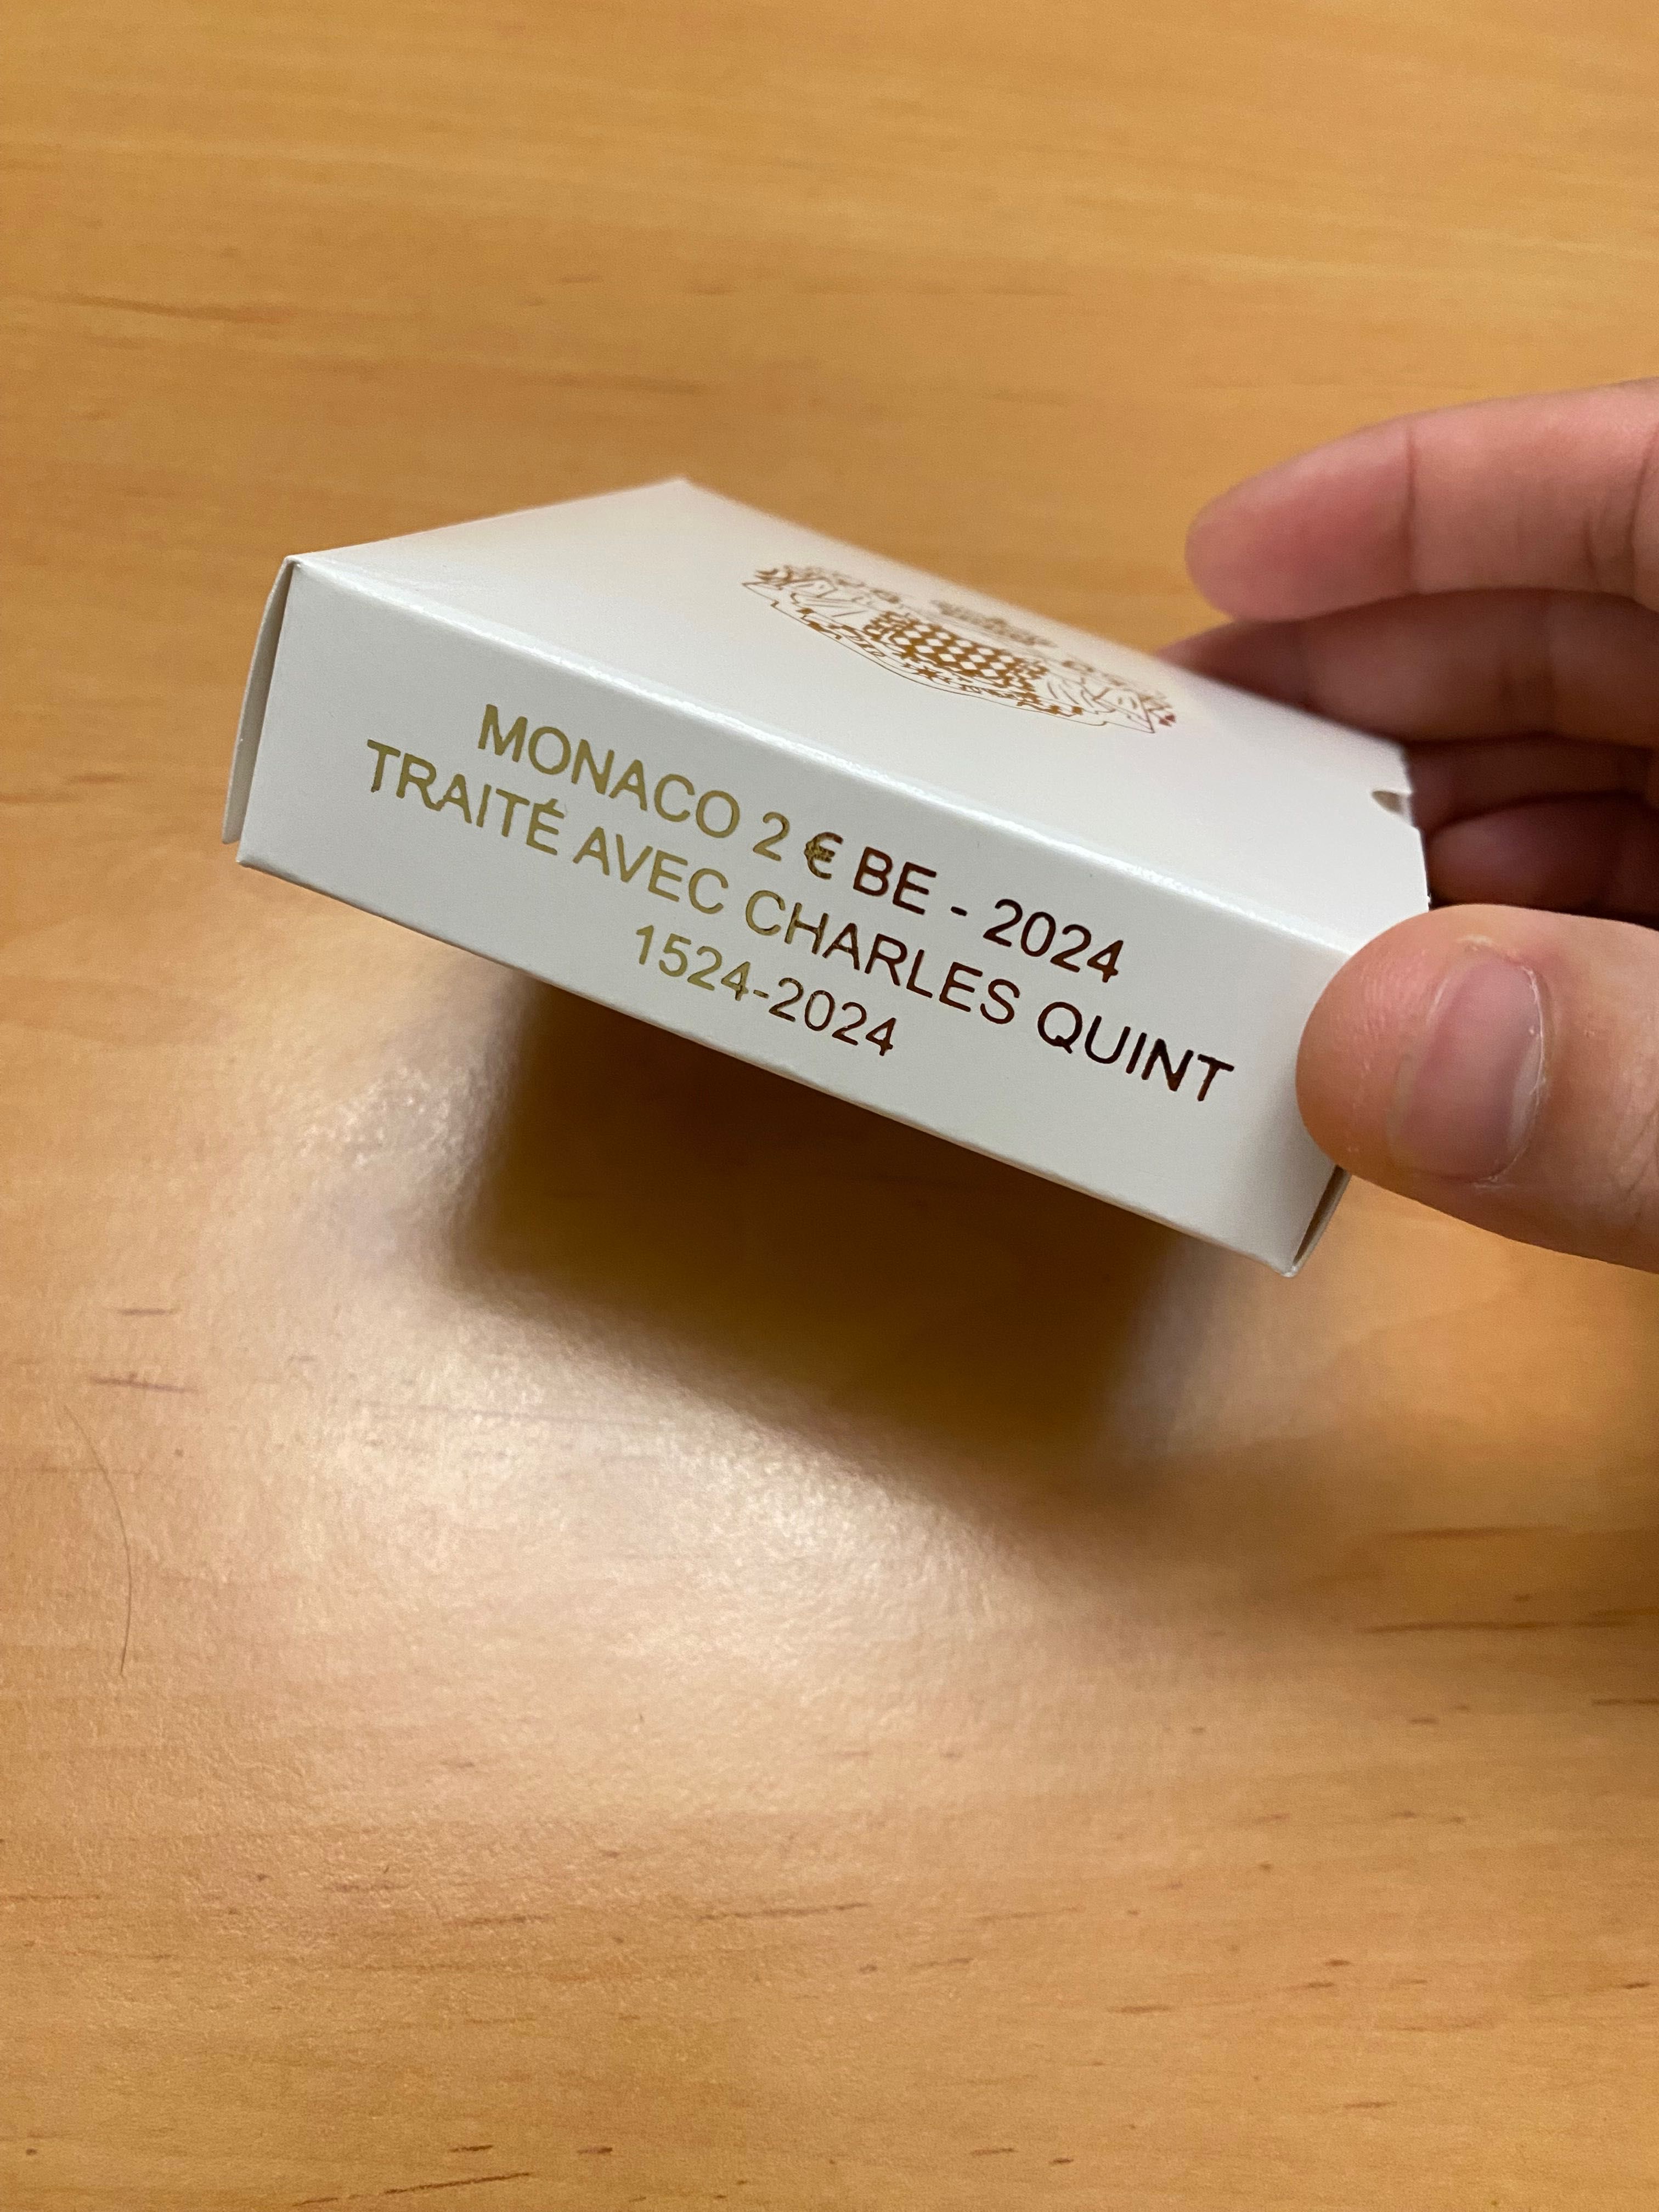 MONACO 2 € BE - 2024
TRAITÉ AVEC CHARLES QUINT
1524-2024